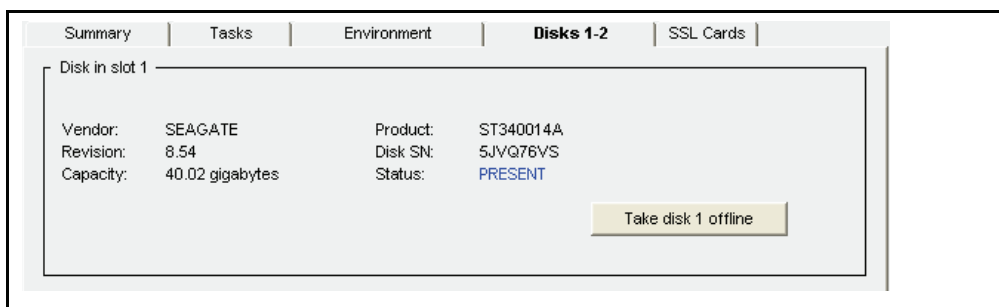 Summary Tasks Environment Disks 1-2 SSL Cards
Disk in slot 1
Vendor: SEAGATE Product: ST340014A
Revision: 8.54 Disk SN: 5JVQ76VS
Capacity: 40.02 gigabytes Status: PRESENT
Take disk 1 offline